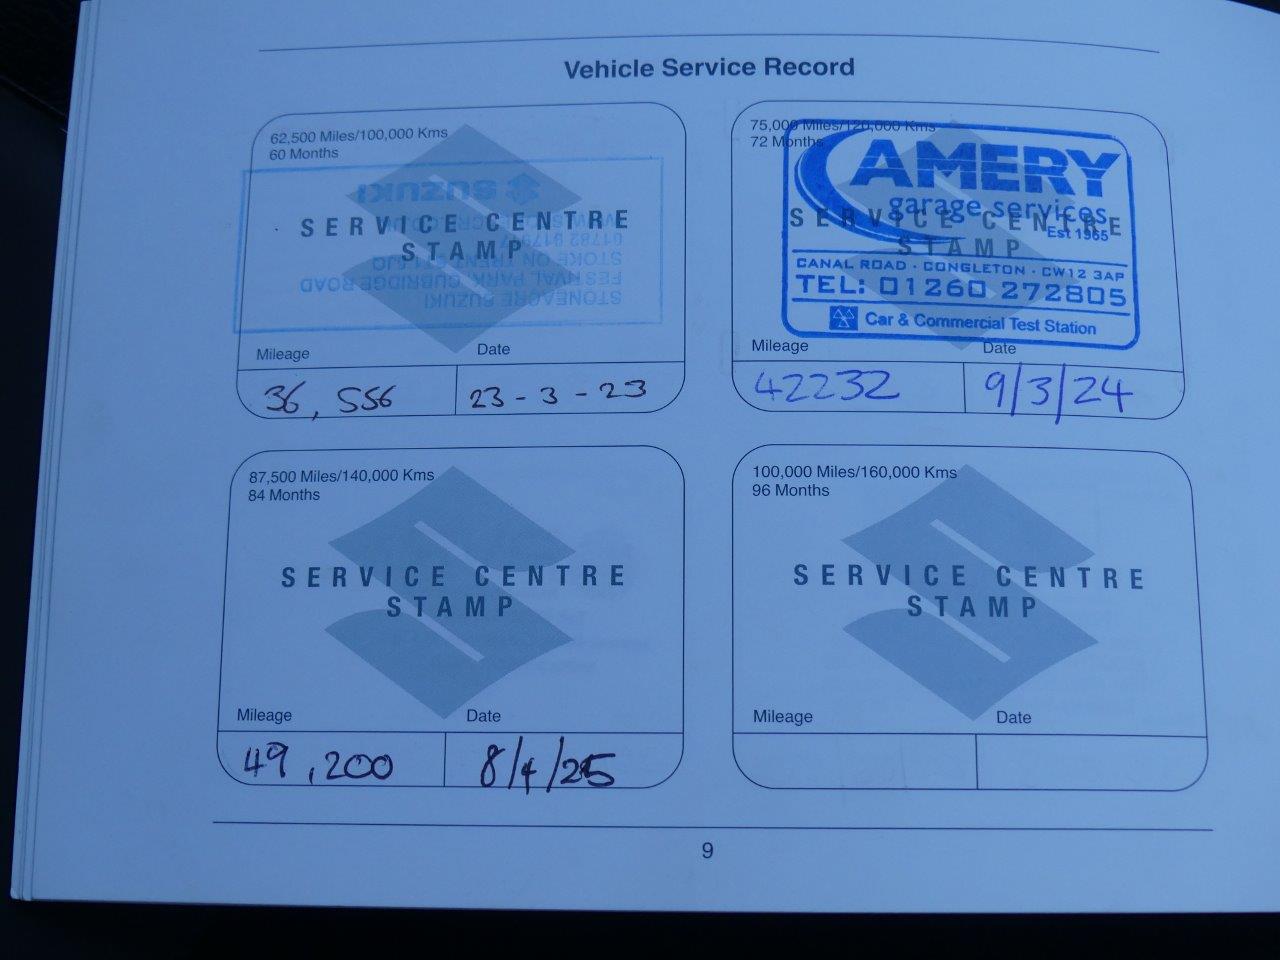 Vehicle Service Record
62,500 Miles/100,000 Kms
60 Months
SUZUKI
STOKE ON TRENT
FESTIVAL PARK, CUBRIDGE ROAD
STONEACRE SUZUKI
SERVICE CENTRE
STAMP
Mileage Date
36,556 23-3-23
75,000 Miles/120,000 Kms
72 Months
AMERY
garage services
Est 1965
SERVICE CENTRE
STAMP
CANAL ROAD · CONGLETON · CW12 3AP
TEL: 01260 272805
Car & Commercial Test Station
Mileage Date
42232 9/3/24
87,500 Miles/140,000 Kms
84 Months
SERVICE CENTRE
STAMP
Mileage Date
49,200 8/4/25
100,000 Miles/160,000 Kms
96 Months
SERVICE CENTRE
STAMP
Mileage Date
9